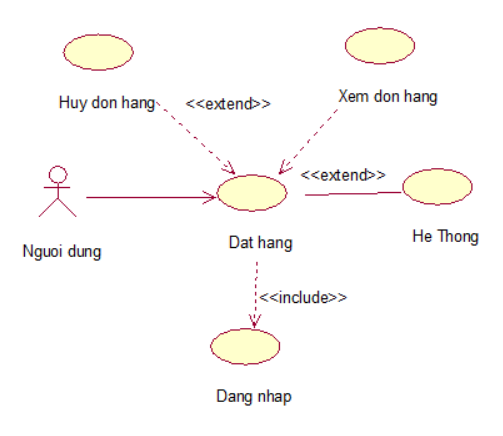 Huy don hang
<<extend>>
Xem don hang
<<extend>>
Nguoi dung
Dat hang
He Thong
<<include>>
Dang nhap